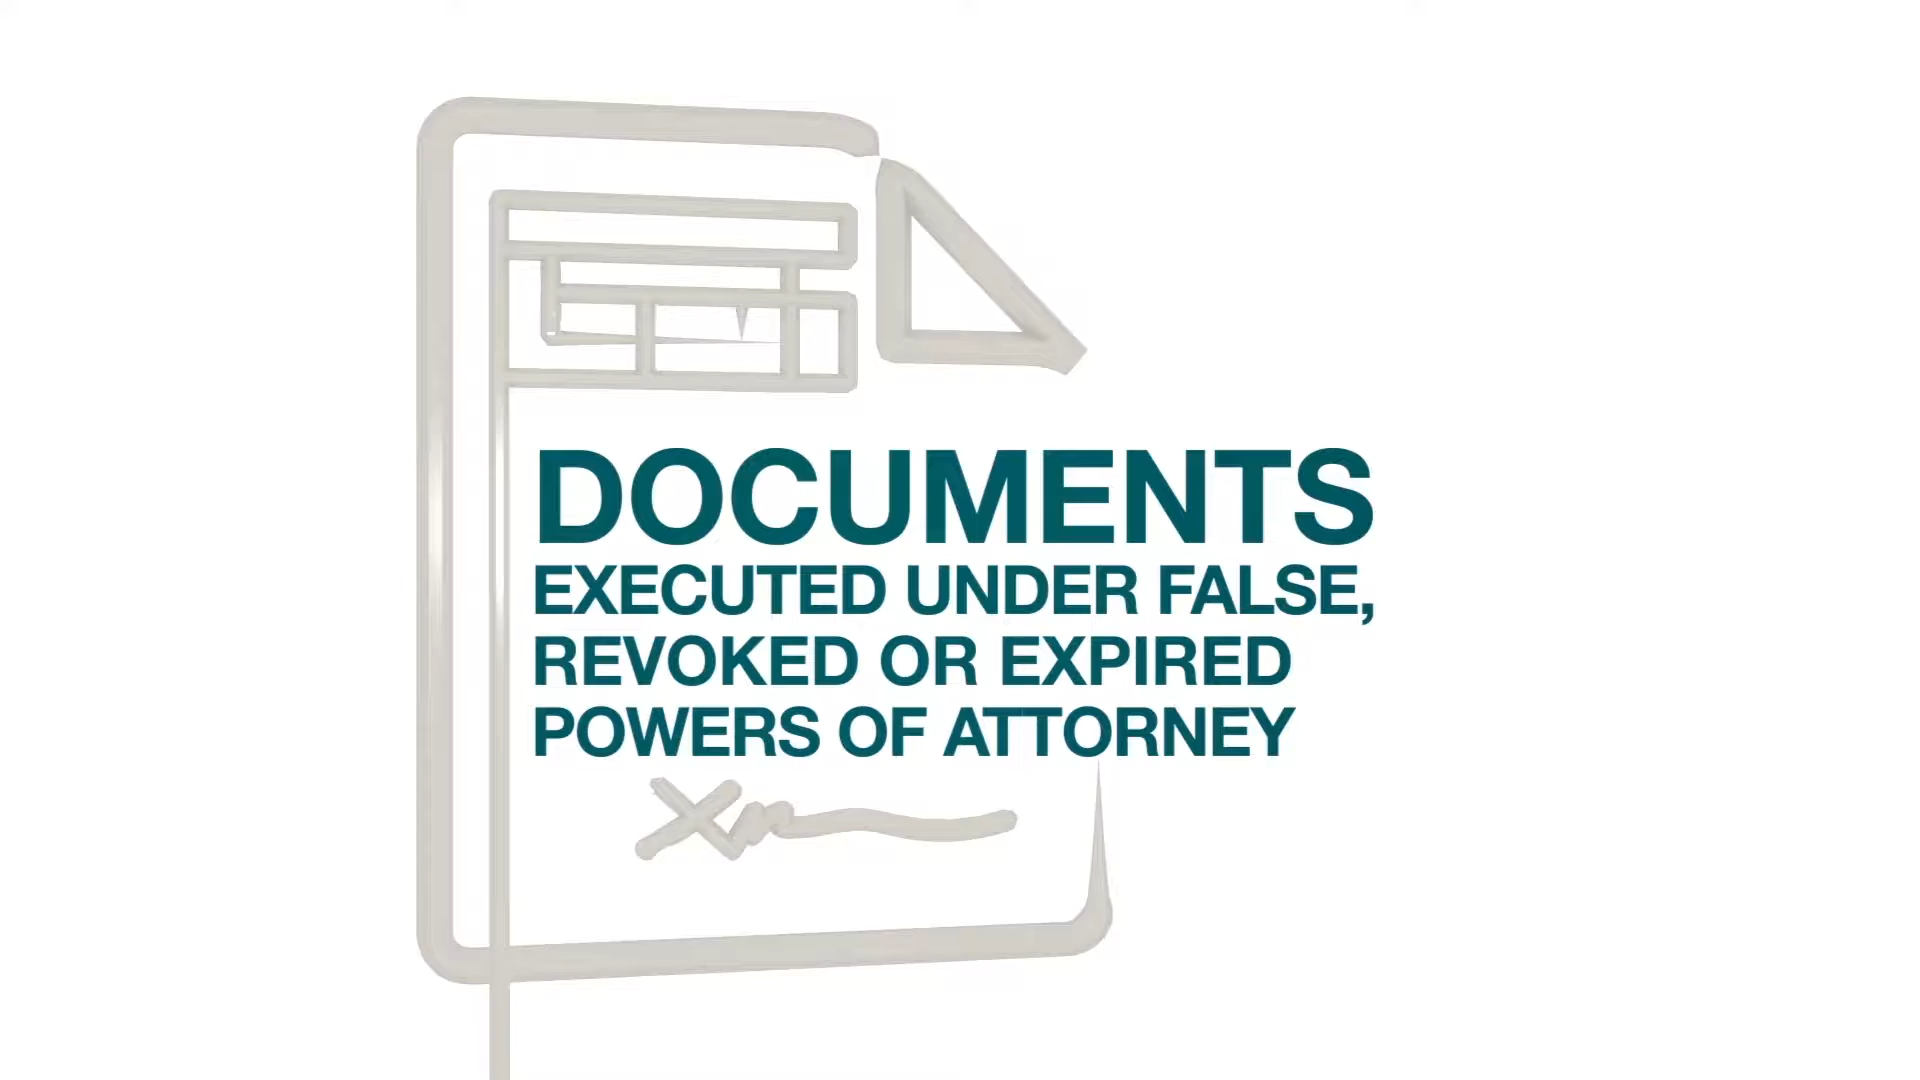 DOCUMENTS
EXECUTED UNDER FALSE,
REVOKED OR EXPIRED
POWERS OF ATTORNEY